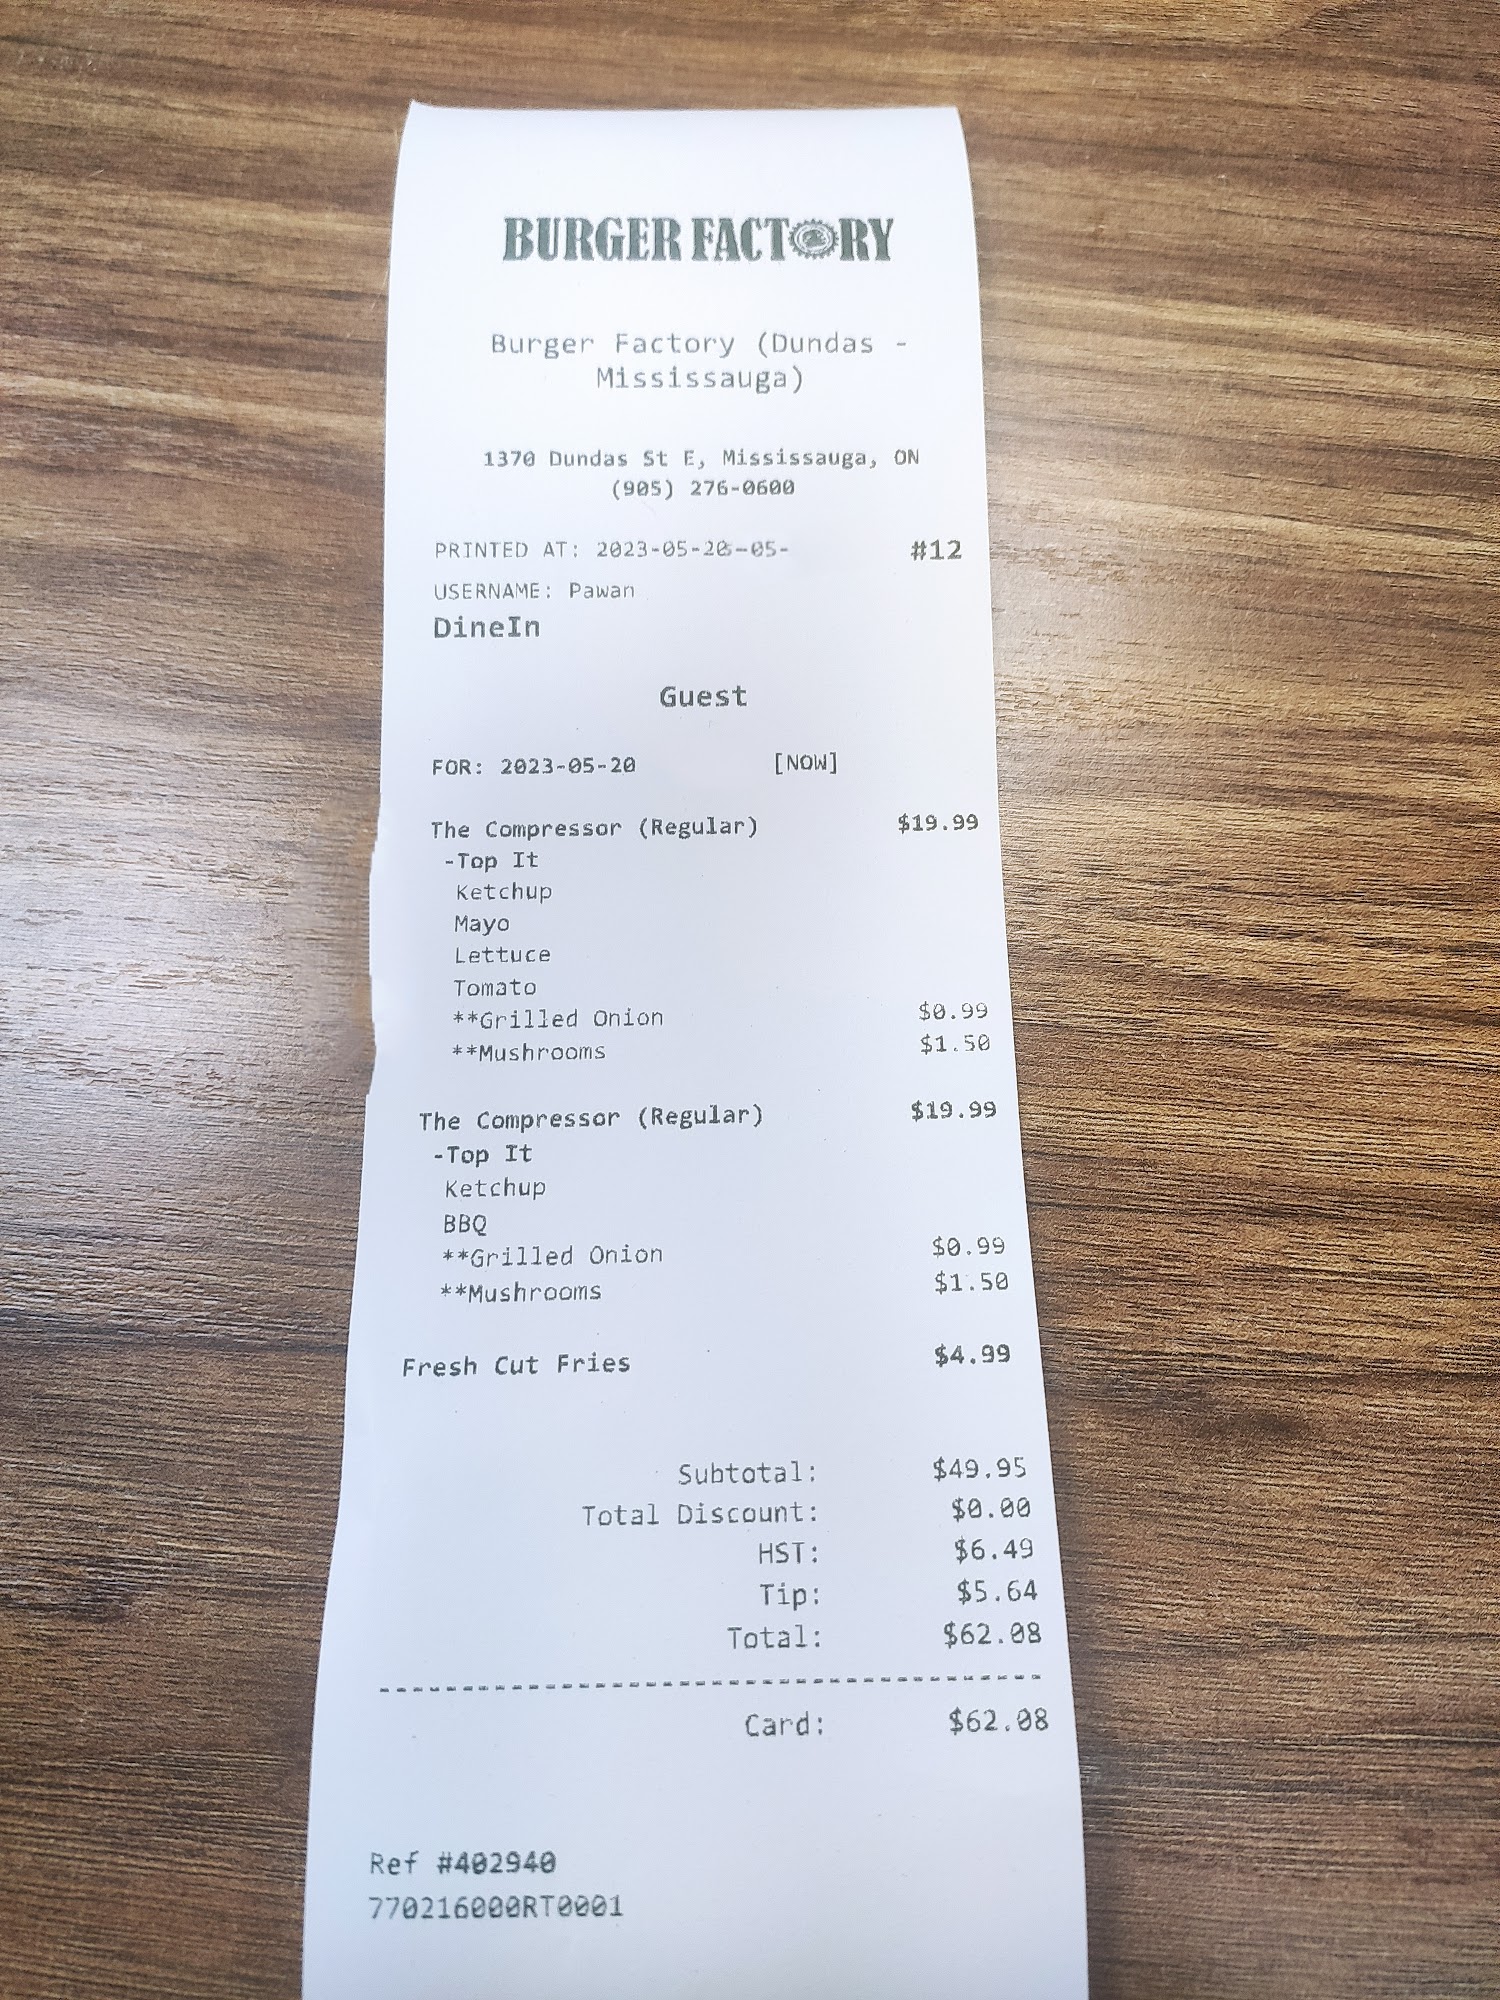 BURGER FACTORY
Burger Factory (Dundas -
Mississauga)
1370 Dundas St E, Mississauga, ON
(905) 276-0600
PRINTED AT: #12
USERNAME: Pawan
DineIn
Guest
FOR: 2023-05-20 [NOW]
The Compressor (Regular) $19.99
-Top It
Ketchup
Mayo
Lettuce
Tomato
**Grilled Onion $0.99
**Mushrooms $1.50
The Compressor (Regular) $19.99
-Top It
Ketchup
BBQ
**Grilled Onion $0.99
**Mushrooms $1.50
Fresh Cut Fries $4.99
Subtotal: $49.95
Total Discount: $0.00
HST: $6.49
Tip: $5.64
Total: $62.08
Card: $62.08
Ref #402940
770216000RT0001